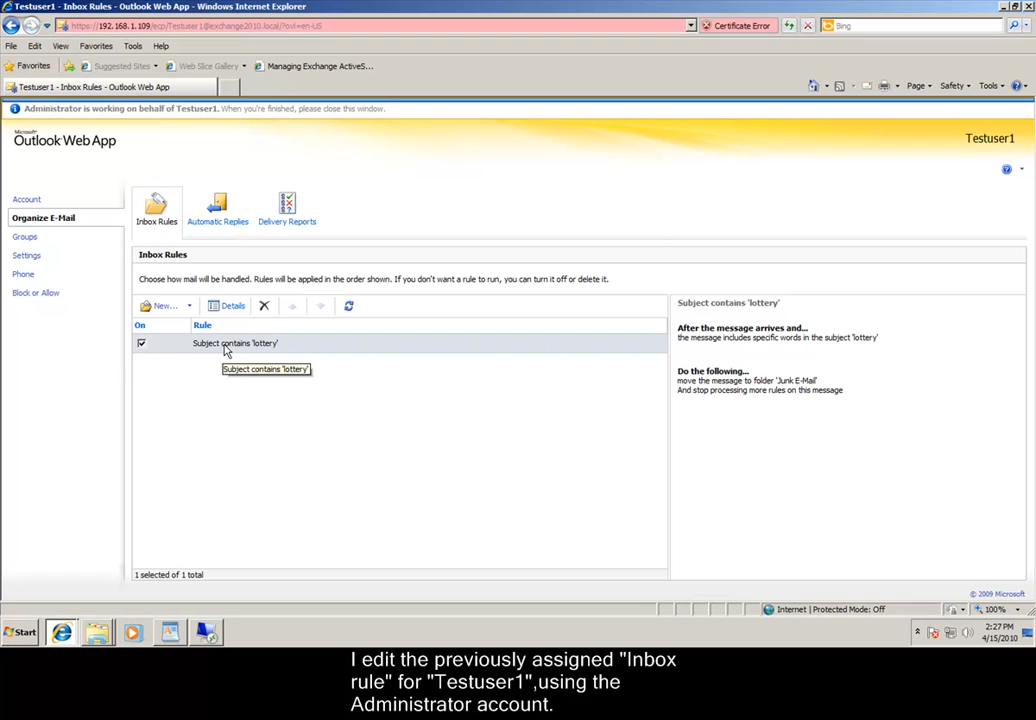 Testuser1 - Inbox Rules - Outlook Web App - Windows Internet Explorer
https://192.168.1.109/ecp/Testuser1@exchange2010.local/?ovl=en-US
Certificate Error
Bing
File Edit View Favorites Tools Help
Favorites Suggested Sites Web Slice Gallery Managing Exchange ActiveS...
Testuser1 - Inbox Rules - Outlook Web App
Page Safety Tools
Administrator is working on behalf of Testuser1. When you're finished, please close this window.
Microsoft
Outlook Web App
Testuser1
Account
Organize E-Mail
Groups
Settings
Phone
Block or Allow
Inbox Rules Automatic Replies Delivery Reports
Inbox Rules
Choose how mail will be handled. Rules will be applied in the order shown. If you don't want a rule to run, you can turn it off or delete it.
New... Details
On Rule
Subject contains 'lottery'
Subject contains 'lottery'
1 selected of 1 total
Subject contains 'lottery'
After the message arrives and...
the message includes specific words in the subject 'lottery'
Do the following...
move the message to folder 'Junk E-Mail'
And stop processing more rules on this message
© 2009 Microsoft
Internet | Protected Mode: Off
100%
Start
2:27 PM
4/15/2010
I edit the previously assigned "Inbox
rule" for "Testuser1",using the
Administrator account.